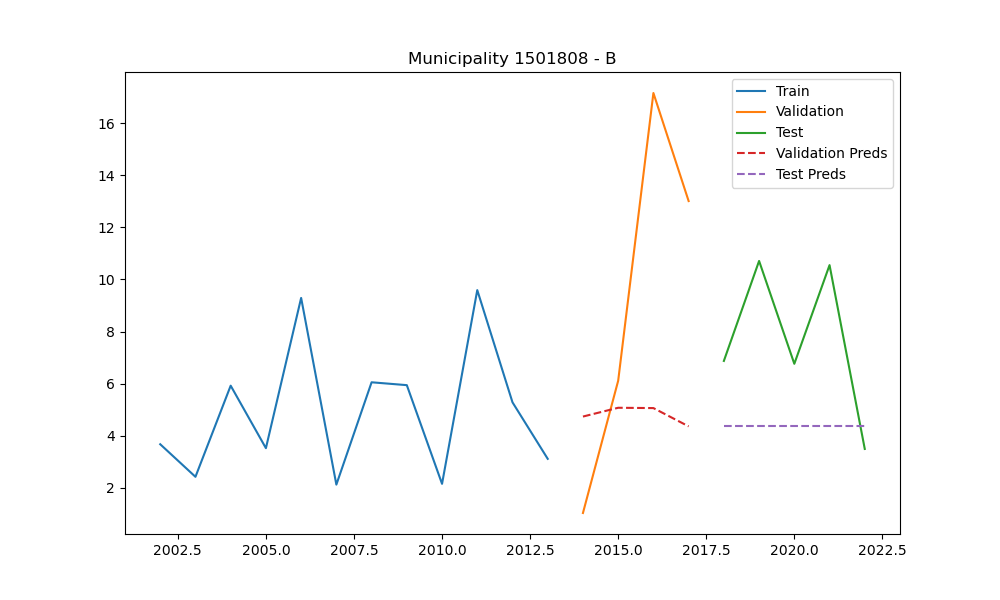 Municipality 1501808 - B
Train
Validation
Test
Validation Preds
Test Preds
16
14
12
10
8
6
4
2
2002.5 2005.0 2007.5 2010.0 2012.5 2015.0 2017.5 2020.0 2022.5